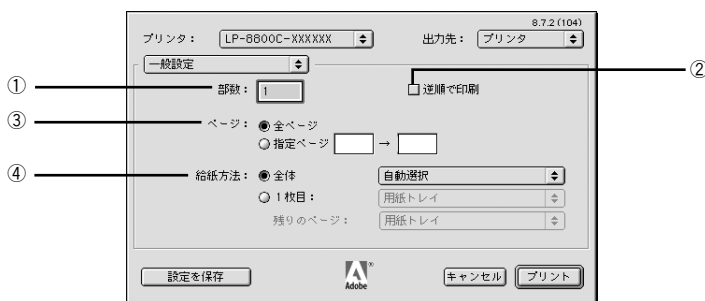 8.7.2 (104)
プリンタ： LP-8800C-XXXXXX 出力先： プリンタ
一般設定
②
① 部数： 1 逆順で印刷
③ ページ： 全ページ
指定ページ →
④ 給紙方法： 全体 自動選択
1 枚目： 用紙トレイ
残りのページ： 用紙トレイ
設定を保存 Adobe ® キャンセル プリント